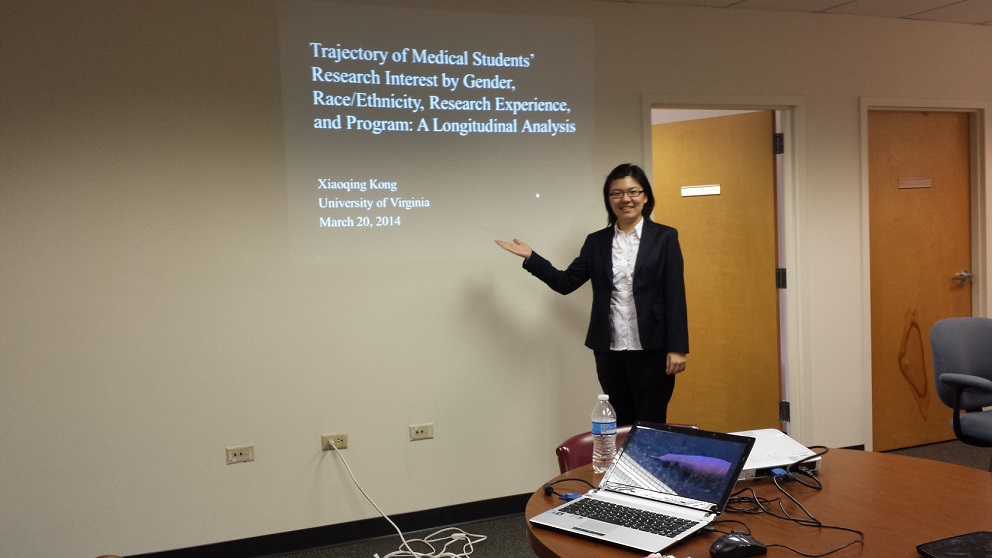 Trajectory of Medical Students'
Research Interest by Gender,
Race/Ethnicity, Research Experience,
and Program: A Longitudinal Analysis
Xiaoqing Kong
University of Virginia
March 20, 2014